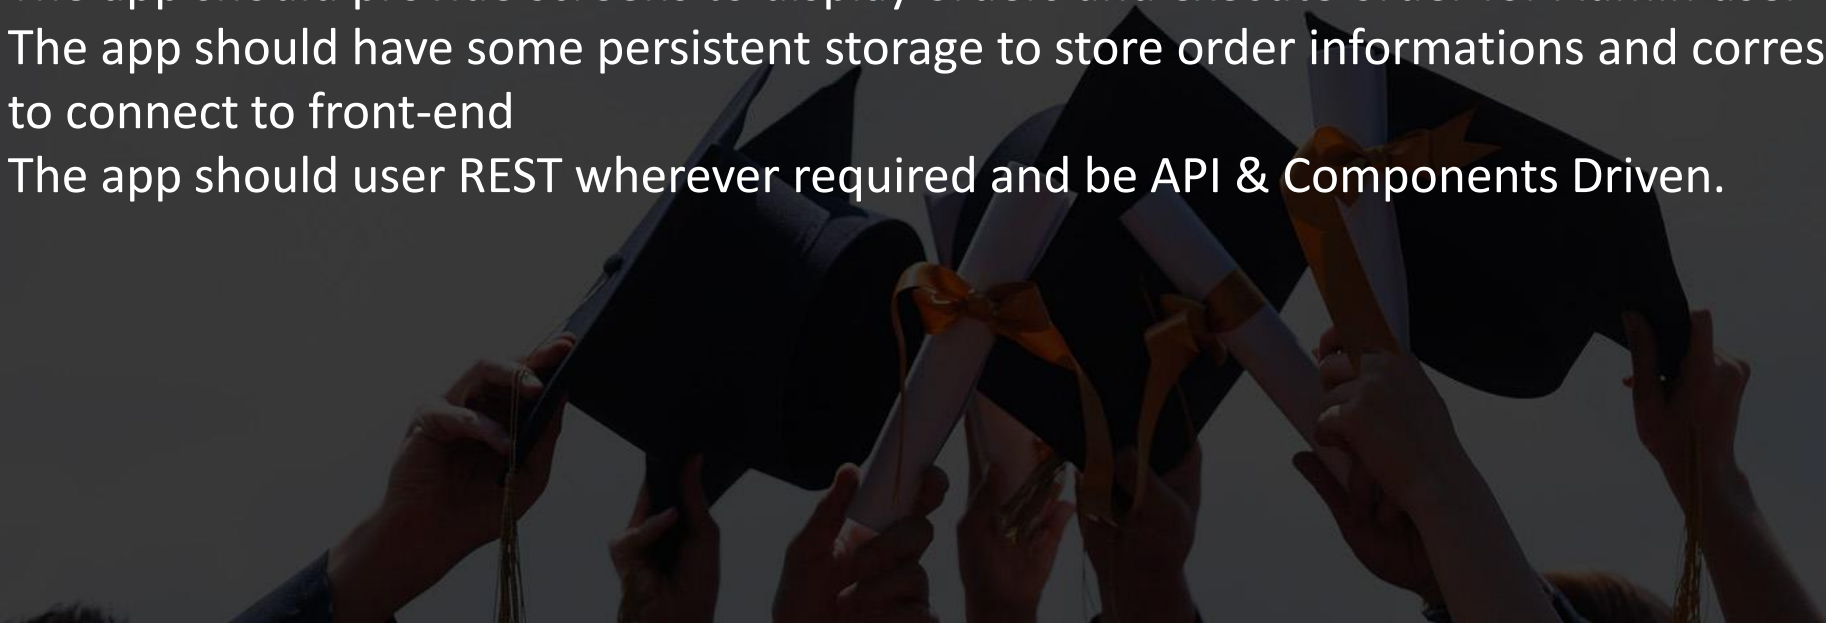 The app should have some persistent storage to store order informations and corres
to connect to front-end
The app should user REST wherever required and be API & Components Driven.